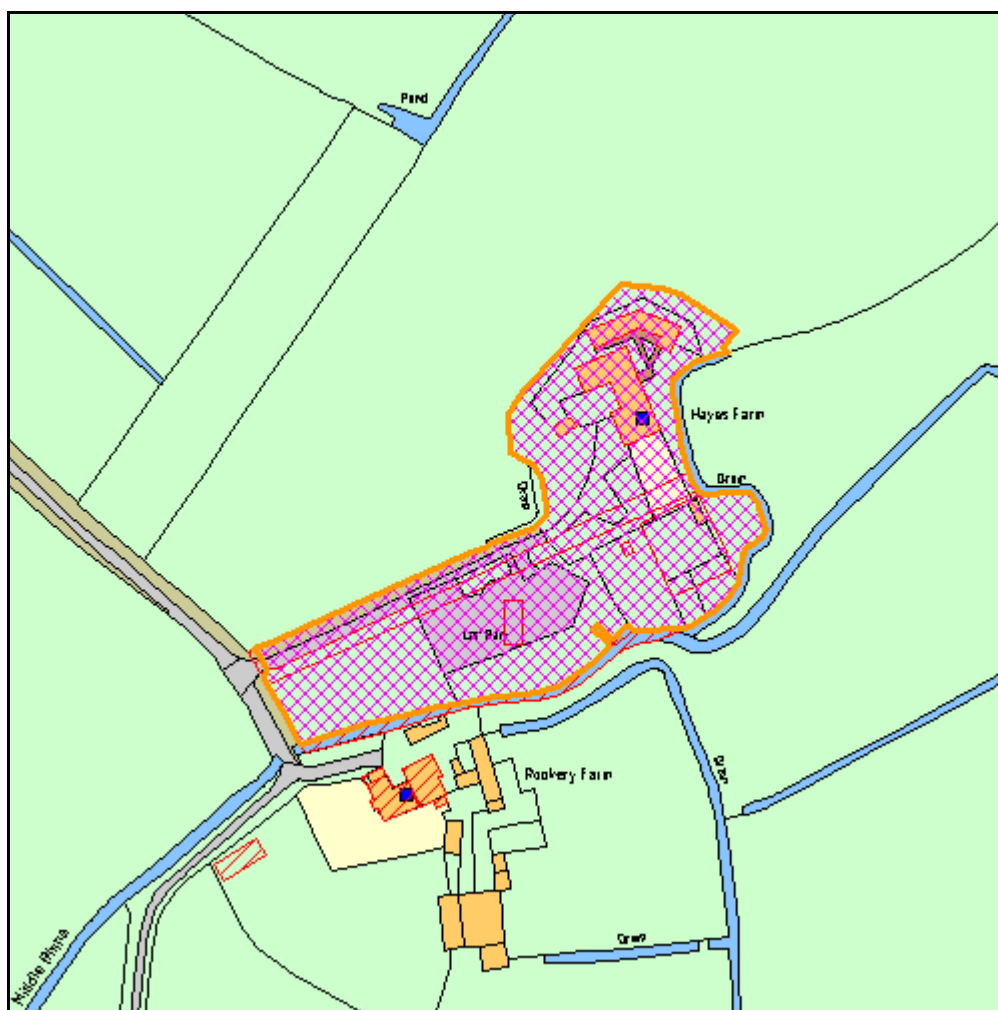 Pond
Hayes Farm
Drain
Drain
Rookery Farm
Drain
Drain
Middle Rhyne